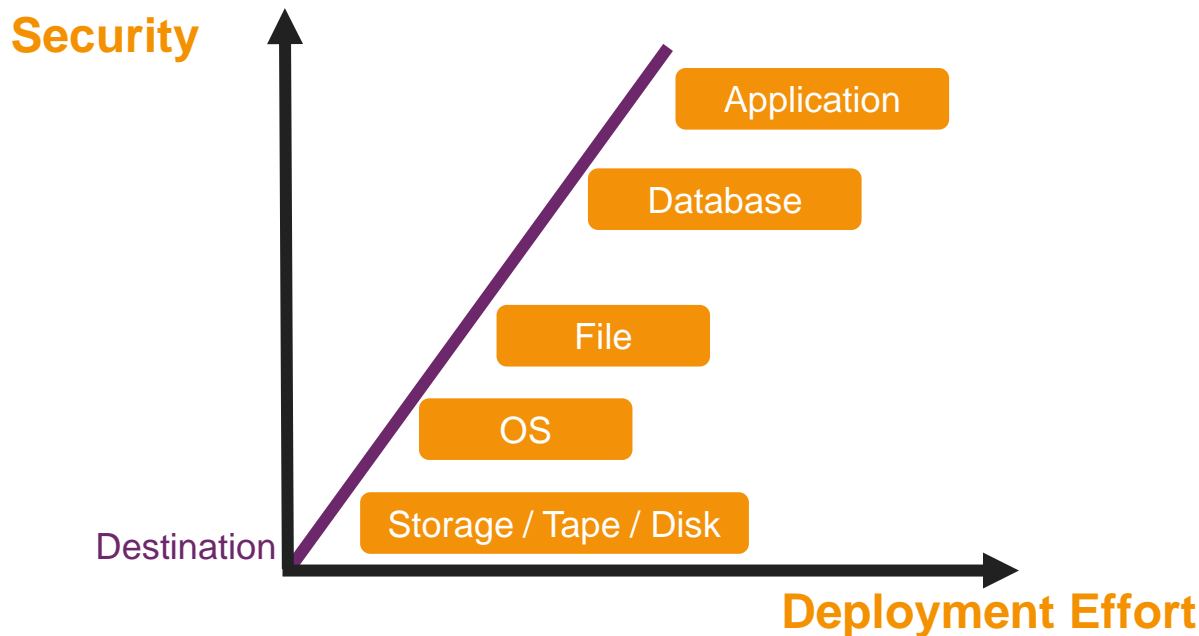 Security
Application
Database
File
OS
Storage / Tape / Disk
Destination
Deployment Effort